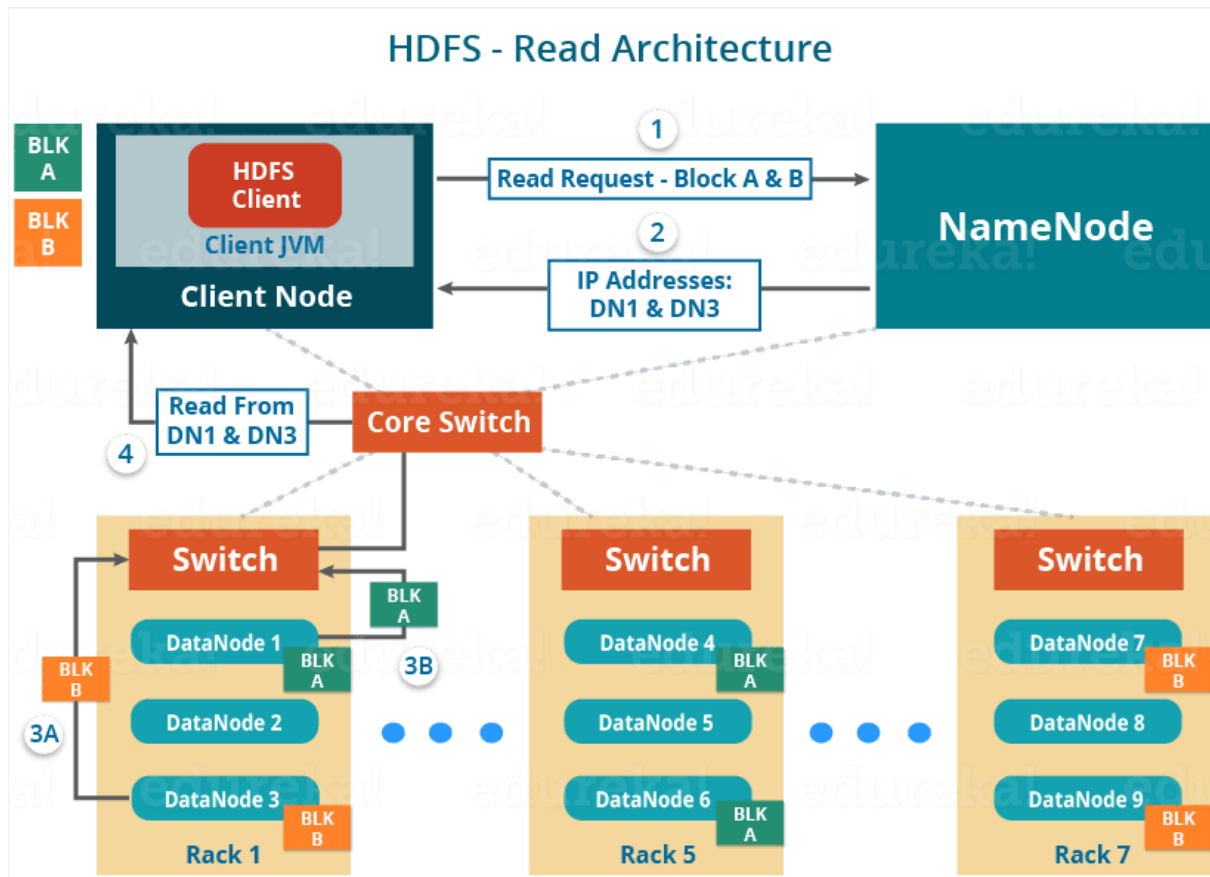 HDFS - Read Architecture
BLK
A
BLK
B
HDFS
Client
Client JVM
Client Node
1
Read Request - Block A & B
2
IP Addresses:
DN1 & DN3
NameNode
Read From
DN1 & DN3
4
Core Switch
Switch
BLK
A
DataNode 1
BLK
A
3B
BLK
B
3A
DataNode 2
DataNode 3
BLK
B
Rack 1
Switch
DataNode 4
BLK
A
DataNode 5
DataNode 6
BLK
A
Rack 5
Switch
DataNode 7
BLK
B
DataNode 8
DataNode 9
BLK
B
Rack 7
edureka!